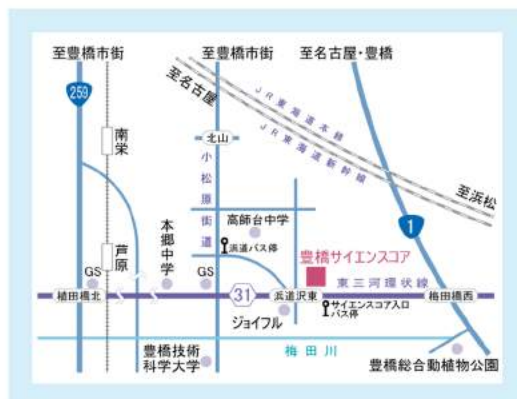 至豊橋市街
至豊橋市街
至名古屋・豊橋
259
至名古屋
JR東海道本線
JR東海道新幹線
南栄
北山
小松原街道
至浜松
高師台中学
1
本郷中学
浜道バス停
豊橋サイエンスコア
芦原
GS
GS
東三河環状線
植田橋北
31
浜道沢東
梅田橋西
サイエンスコア入口
バス停
ジョイフル
豊橋技術
科学大学
梅田川
豊橋総合動植物公園